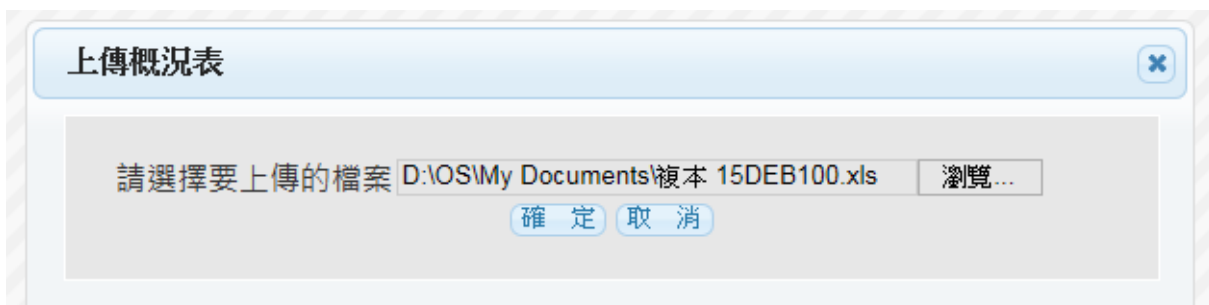 上傳概況表
請選擇要上傳的檔案 D:\OS\My Documents\複本 15DEB100.xls 瀏覽...
確 定 取 消